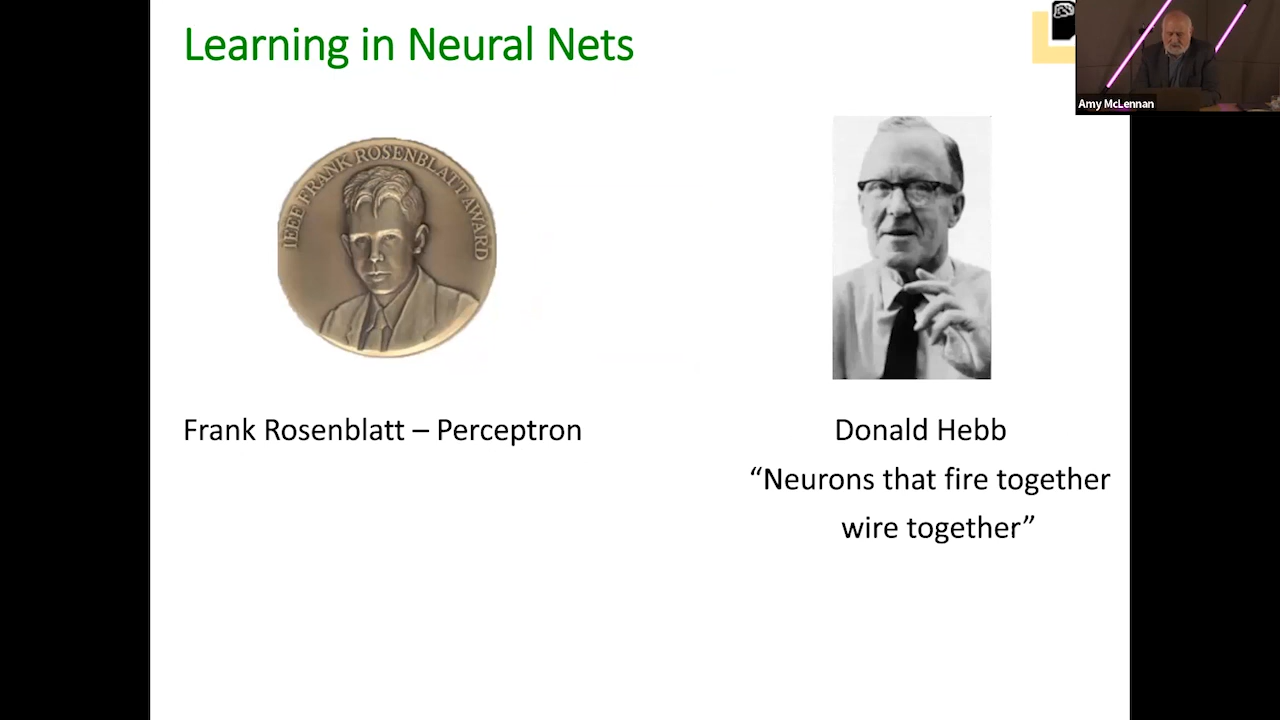 Learning in Neural Nets
Amy McLennan
IEEE FRANK ROSENBLATT AWARD
Frank Rosenblatt – Perceptron
Donald Hebb
“Neurons that fire together
wire together”